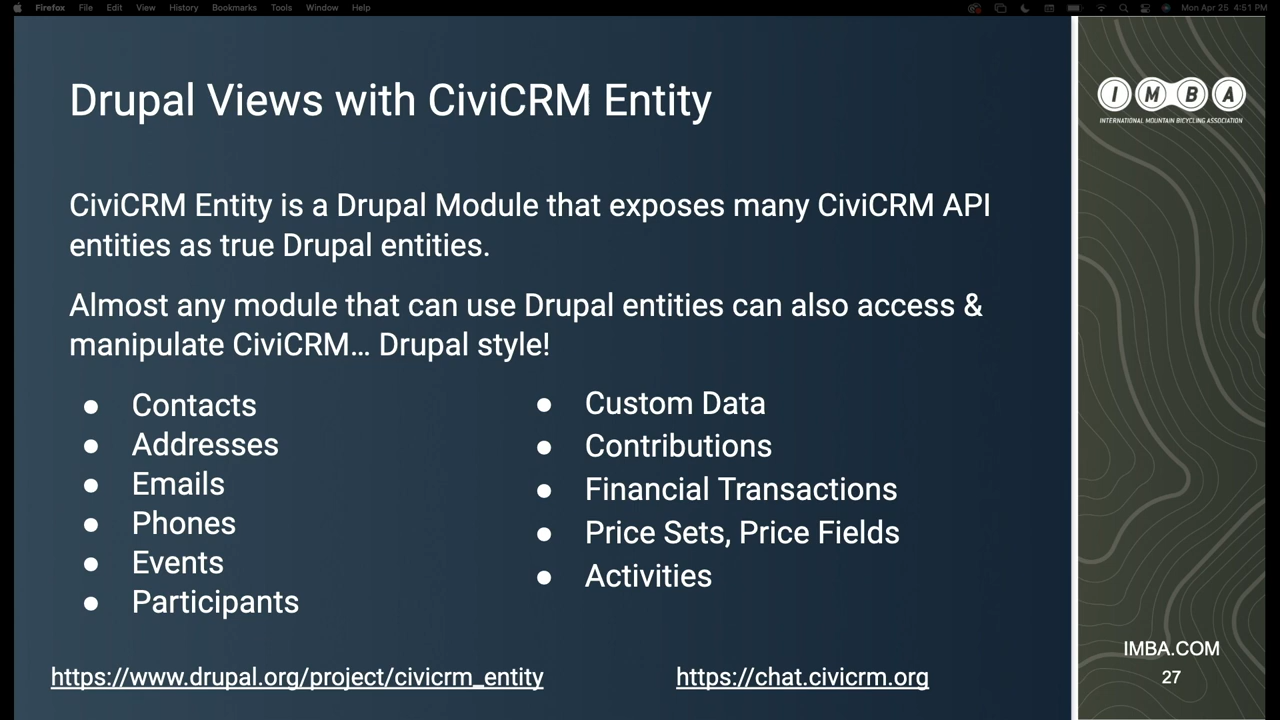 Firefox File Edit View History Bookmarks Tools Window Help Mon Apr 25 4:51 PM
Drupal Views with CiviCRM Entity
IMBA
INTERNATIONAL MOUNTAIN BICYCLING ASSOCIATION
CiviCRM Entity is a Drupal Module that exposes many CiviCRM API
entities as true Drupal entities.
Almost any module that can use Drupal entities can also access &
manipulate CiviCRM... Drupal style!
● Contacts
● Addresses
● Emails
● Phones
● Events
● Participants
● Custom Data
● Contributions
● Financial Transactions
● Price Sets, Price Fields
● Activities
https://www.drupal.org/project/civicrm_entity
https://chat.civicrm.org
IMBA.COM
27